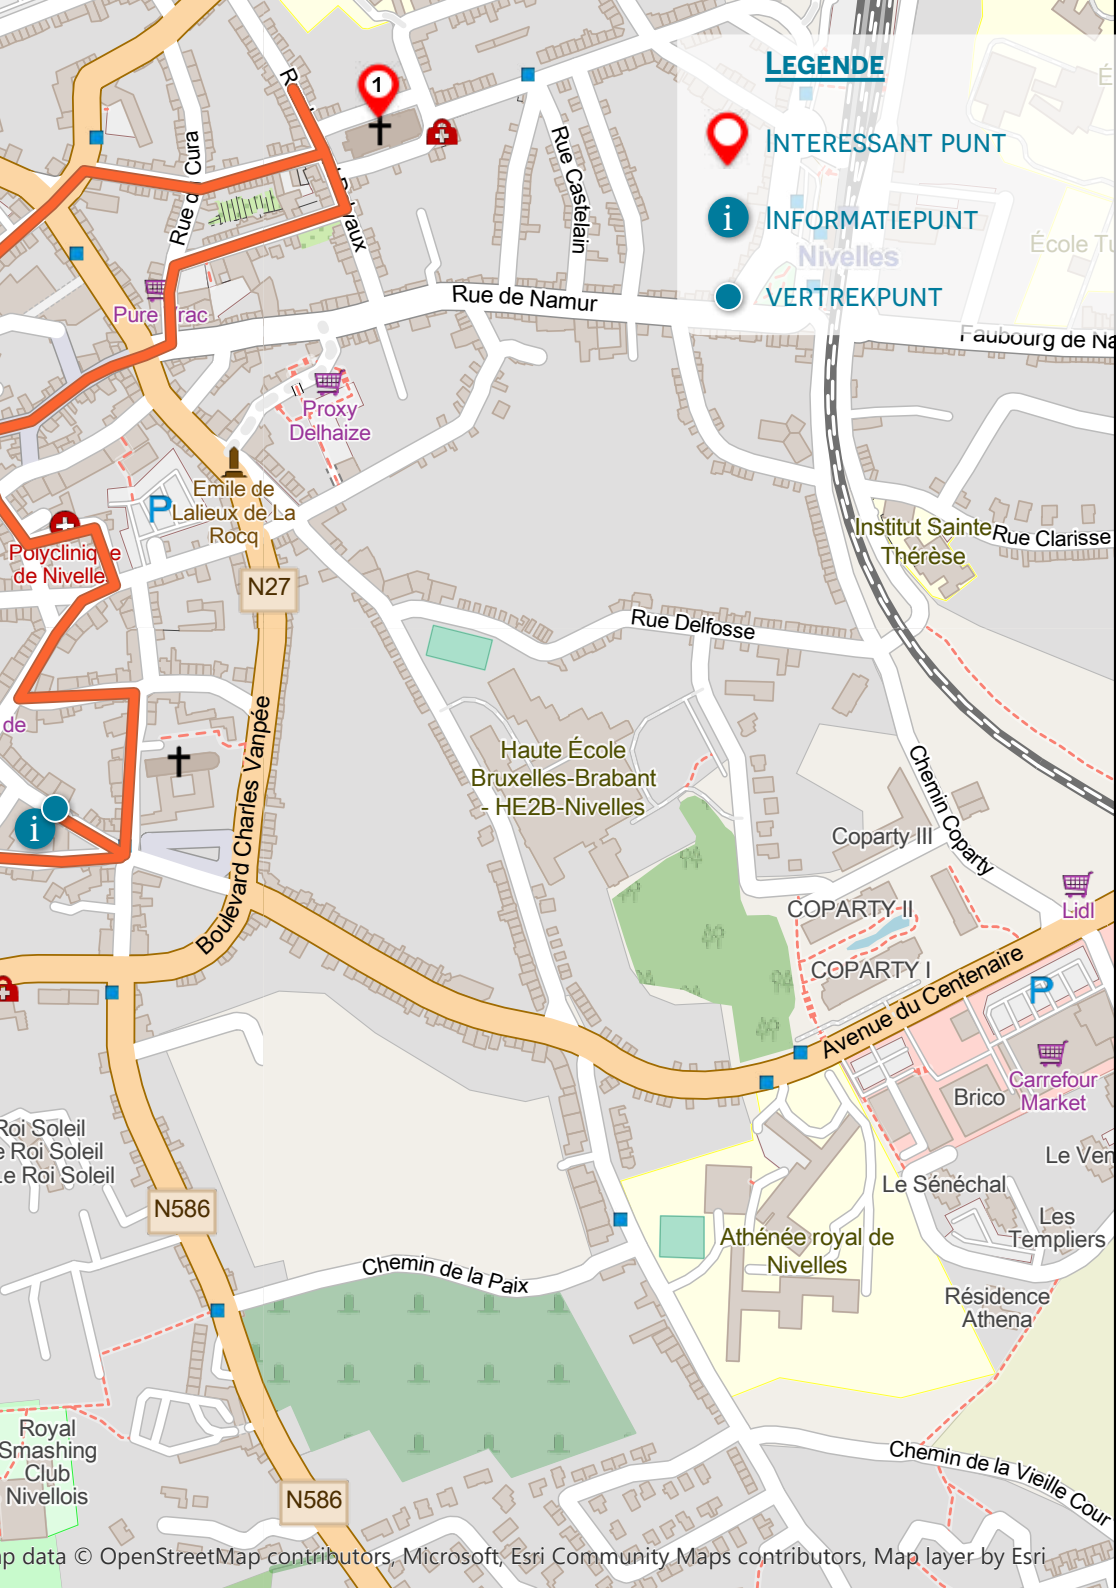 LEGENDE
INTERESSANT PUNT
i INFORMATIEPUNT
VERTREKPUNT
1
Rue de Cura
Rue Castelain
Nivelles
École
Rue de Namur
Pure Vrac
Faubourg de Na
Proxy
Delhaize
Emile de
Lalieux de La
Rocq
P
Polyclinique
de Nivelle
Institut Sainte
Thérèse
Rue Clarisse
N27
Rue Delfosse
de
Boulevard Charles Vanpée
Haute École
Bruxelles-Brabant
- HE2B-Nivelles
Chemin Coparty
i
Coparty III
COPARTY II
Lidl
COPARTY I
Avenue du Centenaire
P
Carrefour
Market
Brico
Roi Soleil
e Roi Soleil
Le Roi Soleil
Le Ven
Le Sénéchal
N586
Les
Templiers
Athénée royal de
Nivelles
Chemin de la Paix
Résidence
Athena
Royal
Smashing
Club
Nivellois
Chemin de la Vieille Cour
N586
ap data © OpenStreetMap contributors, Microsoft, Esri Community Maps contributors, Map layer by Esri